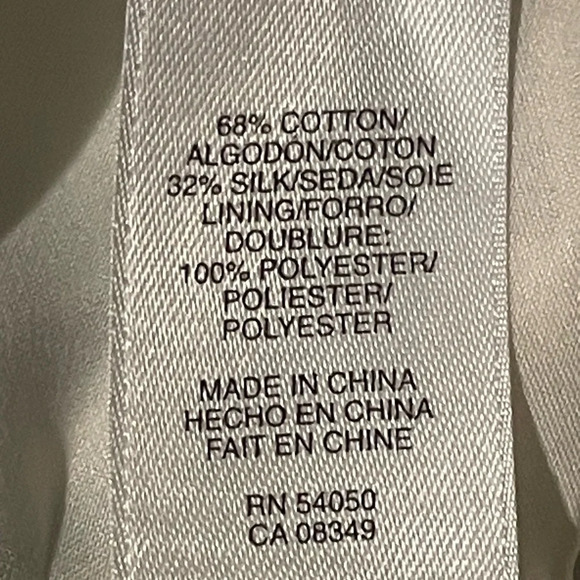 68% COTTON/
ALGODON/COTON
32% SILK/SEDA/SOIE
LINING/FORRO/
DOUBLURE:
100% POLYESTER/
POLIESTER/
POLYESTER
MADE IN CHINA
HECHO EN CHINA
FAIT EN CHINE
RN 54050
CA 08349